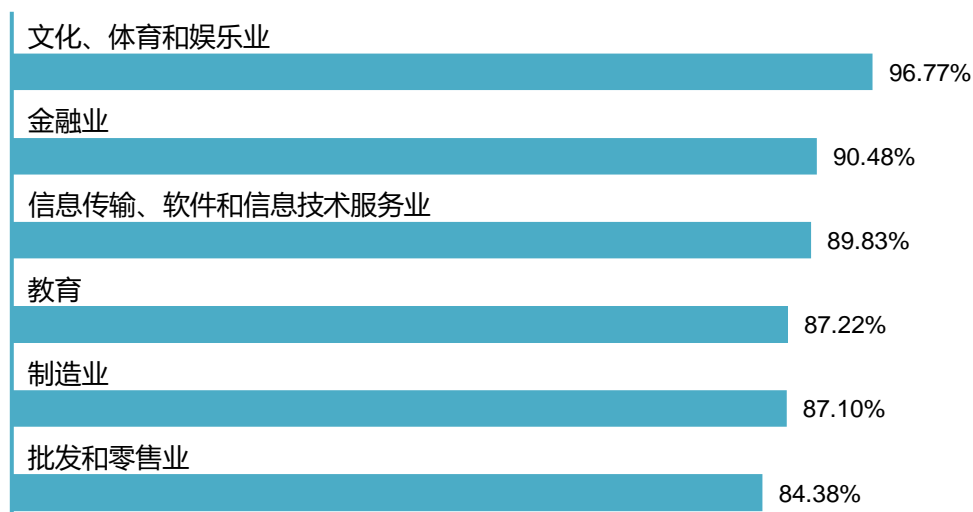 文化、体育和娱乐业
96.77%
金融业
90.48%
信息传输、软件和信息技术服务业
89.83%
教育
87.22%
制造业
87.10%
批发和零售业
84.38%